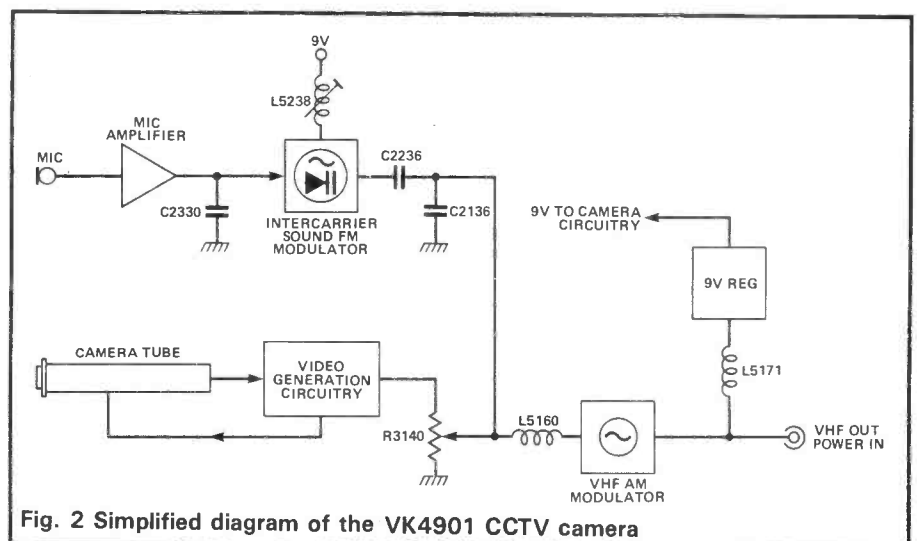 9V
L5238
MIC
AMPLIFIER
MIC
C2330
INTERCARRIER
SOUND FM
MODULATOR
C2236
C2136
9V TO CAMERA
CIRCUITRY
9V REG
L5171
CAMERA TUBE
VIDEO
GENERATION
CIRCUITRY
R3140
L5160
VHF AM
MODULATOR
VHF OUT
POWER IN
Fig. 2 Simplified diagram of the VK4901 CCTV camera